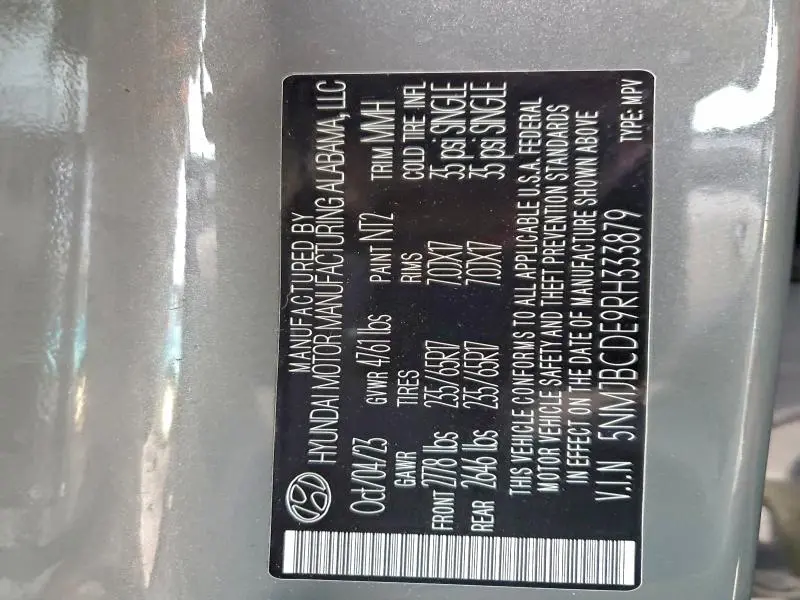 MANUFACTURED BY
HYUNDAI MOTOR MANUFACTURING ALABAMA, LLC
Oct/04/23 GVWR 4761 lbs PAINT NT2 TRIM MMH
GAWR TIRES RIMS COLD TIRE INFL
FRONT 2778 lbs 235/65R17 7.0JX17 35 psi SINGLE
REAR 2646 lbs 235/65R17 7.0JX17 35 psi SINGLE
THIS VEHICLE CONFORMS TO ALL APPLICABLE U.S.A. FEDERAL
MOTOR VEHICLE SAFETY AND THEFT PREVENTION STANDARDS
IN EFFECT ON THE DATE OF MANUFACTURE SHOWN ABOVE
V.I.N 5NMJBCDE9RH333879 TYPE: MPV